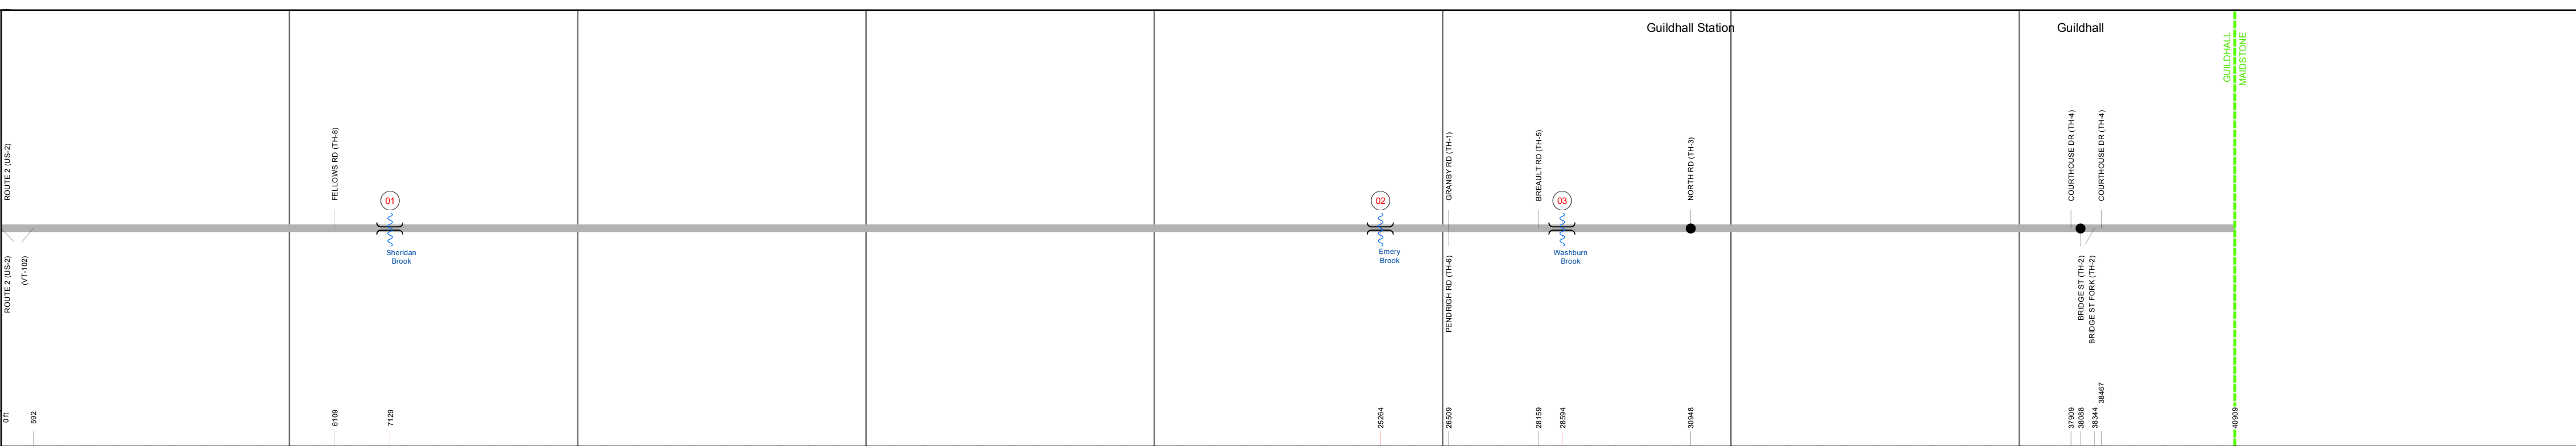 Guildhall Station
Guildhall
GUILDHALL
MAIDSTONE
ROUTE 2 (US-2)
FELLOWS RD (TH-8)
GRANBY RD (TH-1)
BREAULT RD (TH-5)
NORTH RD (TH-3)
COURTHOUSE DR (TH-4)
COURTHOUSE DR (TH-4)
01
02
03
Sheridan
Brook
Emery
Brook
Washburn
Brook
ROUTE 2 (US-2)
(VT-102)
PENDRIGH RD (TH-6)
BRIDGE ST (TH-2)
BRIDGE ST FORK (TH-2)
0 ft
592
6109
7129
25264
26509
28159
28594
30948
37909
38088
38344
38467
40909